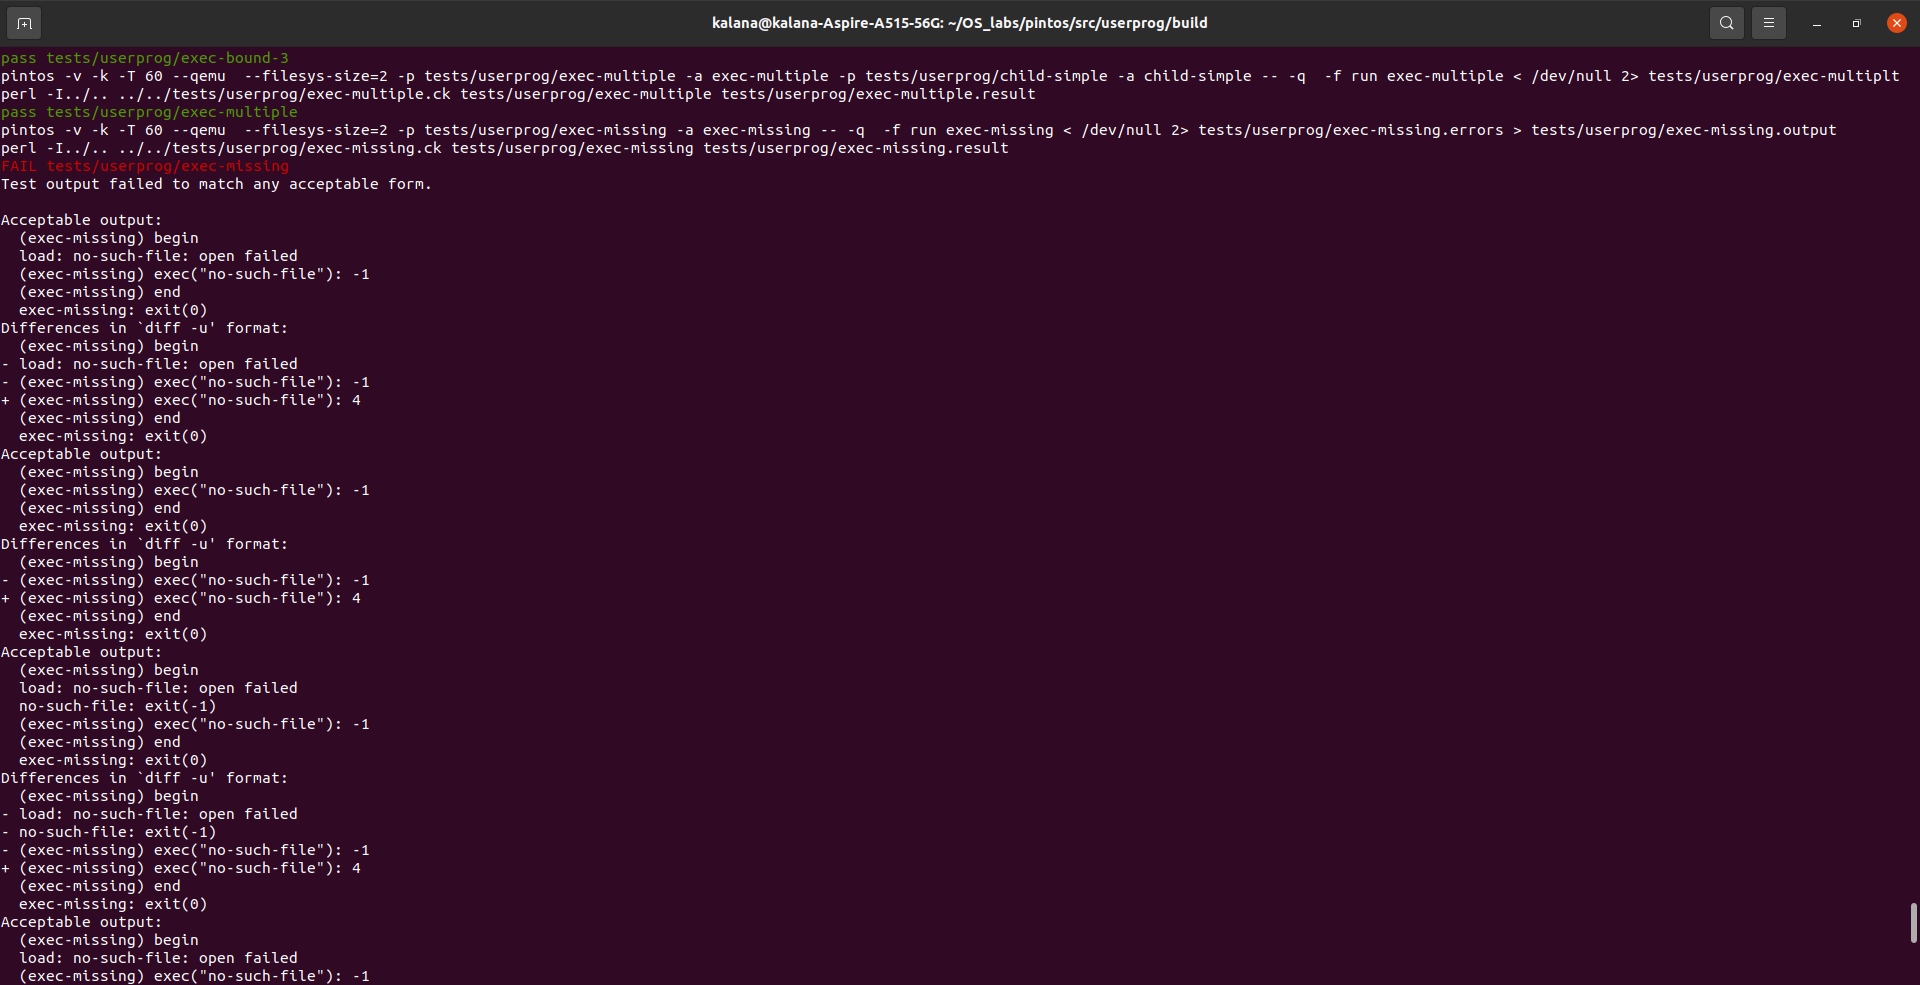 kalana@kalana-Aspire-A515-56G: ~/OS_labs/pintos/src/userprog/build
pass tests/userprog/exec-bound-3
pintos -v -k -T 60 --qemu  --filesys-size=2 -p tests/userprog/exec-multiple -a exec-multiple -p tests/userprog/child-simple -a child-simple -- -q  -f run exec-multiple < /dev/null 2> tests/userprog/exec-multiplt
perl -I../.. ../../tests/userprog/exec-multiple.ck tests/userprog/exec-multiple tests/userprog/exec-multiple.result
pass tests/userprog/exec-multiple
pintos -v -k -T 60 --qemu  --filesys-size=2 -p tests/userprog/exec-missing -a exec-missing -- -q  -f run exec-missing < /dev/null 2> tests/userprog/exec-missing.errors > tests/userprog/exec-missing.output
perl -I../.. ../../tests/userprog/exec-missing.ck tests/userprog/exec-missing tests/userprog/exec-missing.result
FAIL tests/userprog/exec-missing
Test output failed to match any acceptable form.

Acceptable output:
  (exec-missing) begin
  load: no-such-file: open failed
  (exec-missing) exec("no-such-file"): -1
  (exec-missing) end
  exec-missing: exit(0)
Differences in `diff -u' format:
  (exec-missing) begin
- load: no-such-file: open failed
- (exec-missing) exec("no-such-file"): -1
+ (exec-missing) exec("no-such-file"): 4
  (exec-missing) end
  exec-missing: exit(0)
Acceptable output:
  (exec-missing) begin
  (exec-missing) exec("no-such-file"): -1
  (exec-missing) end
  exec-missing: exit(0)
Differences in `diff -u' format:
  (exec-missing) begin
- (exec-missing) exec("no-such-file"): -1
+ (exec-missing) exec("no-such-file"): 4
  (exec-missing) end
  exec-missing: exit(0)
Acceptable output:
  (exec-missing) begin
  load: no-such-file: open failed
  no-such-file: exit(-1)
  (exec-missing) exec("no-such-file"): -1
  (exec-missing) end
  exec-missing: exit(0)
Differences in `diff -u' format:
  (exec-missing) begin
- load: no-such-file: open failed
- no-such-file: exit(-1)
- (exec-missing) exec("no-such-file"): -1
+ (exec-missing) exec("no-such-file"): 4
  (exec-missing) end
  exec-missing: exit(0)
Acceptable output:
  (exec-missing) begin
  load: no-such-file: open failed
  (exec-missing) exec("no-such-file"): -1